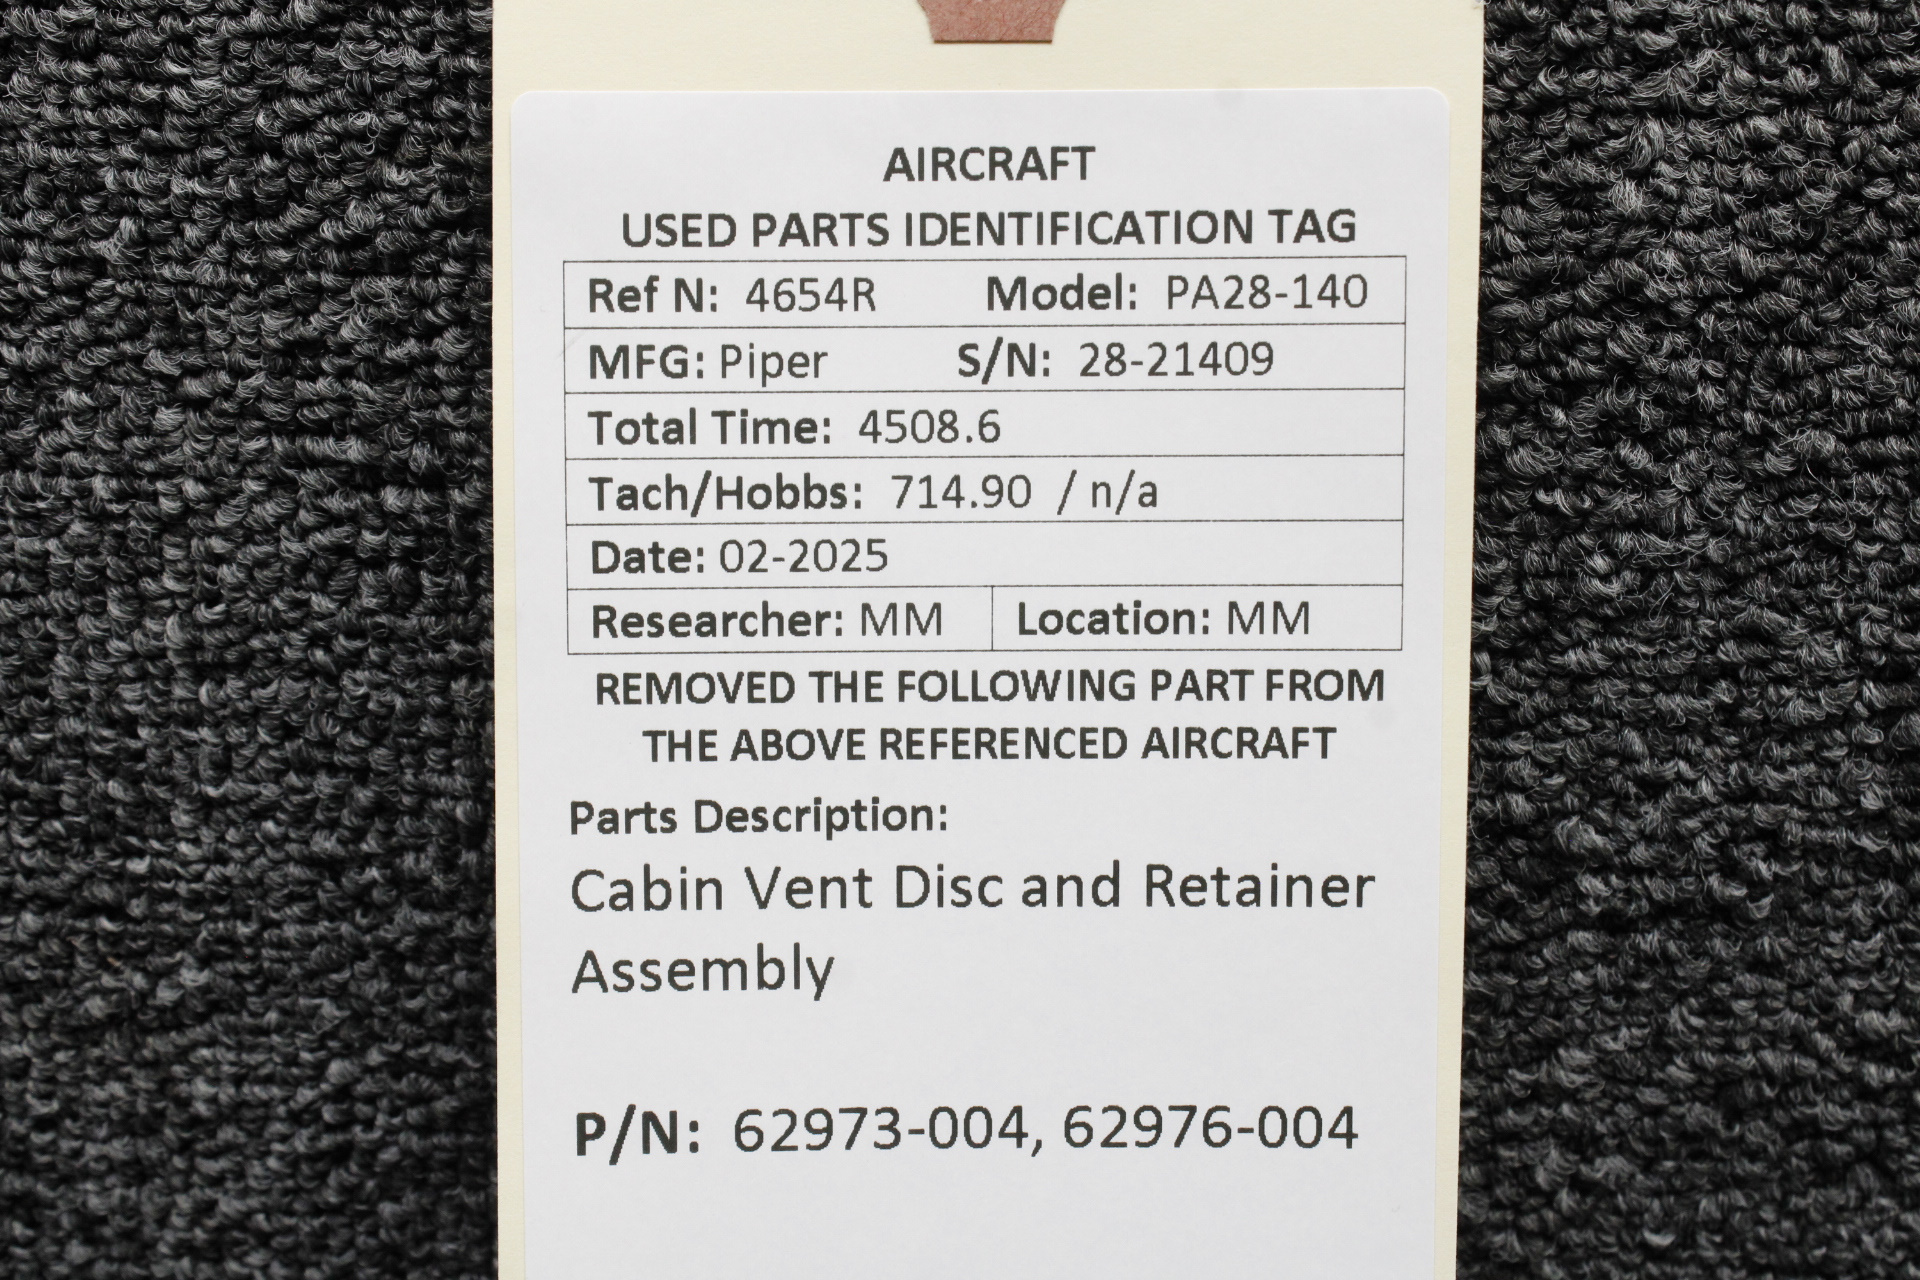 AIRCRAFT
USED PARTS IDENTIFICATION TAG
Ref N: 4654R Model: PA28-140
MFG: Piper S/N: 28-21409
Total Time: 4508.6
Tach/Hobbs: 714.90 / n/a
Date: 02-2025
Researcher: MM Location: MM
REMOVED THE FOLLOWING PART FROM
THE ABOVE REFERENCED AIRCRAFT
Parts Description:
Cabin Vent Disc and Retainer
Assembly
P/N: 62973-004, 62976-004